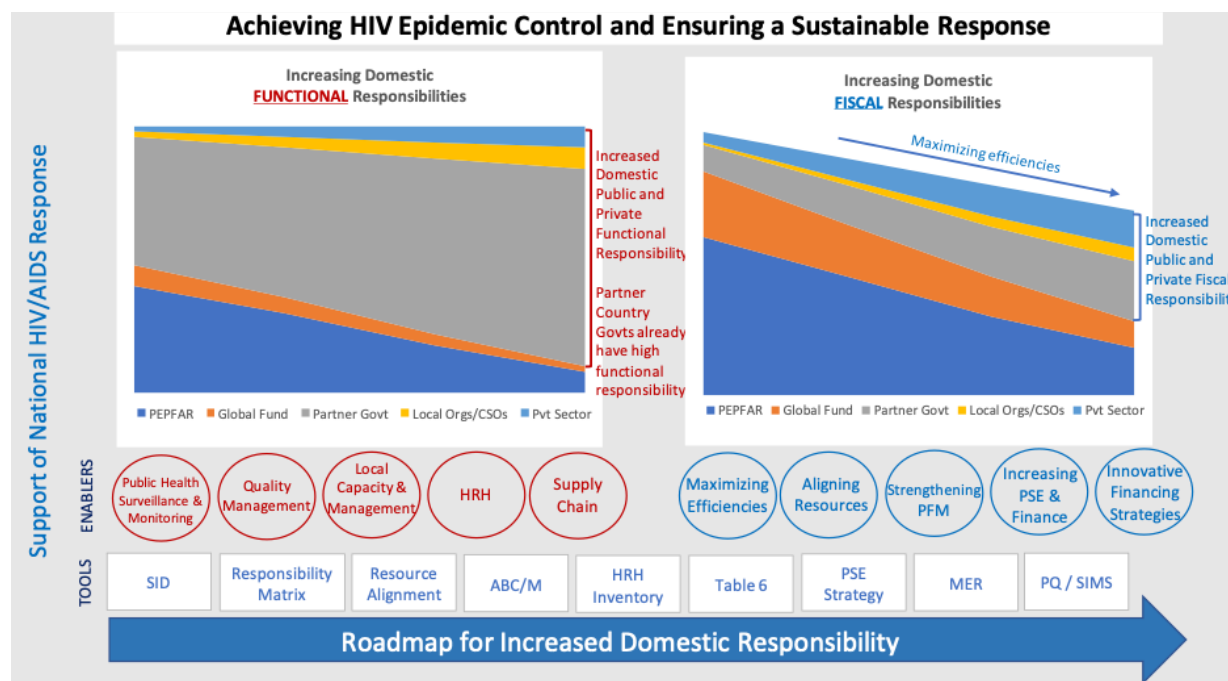 Achieving HIV Epidemic Control and Ensuring a Sustainable Response
Support of National HIV/AIDS Response
Increasing Domestic
FUNCTIONAL Responsibilities
Increased
Domestic
Public and
Private
Functional
Responsibility
Partner
Country
Govts already
have high
functional
responsibility
PEPFAR
Global Fund
Partner Govt
Local Orgs/CSOs
Pvt Sector
Increasing Domestic
FISCAL Responsibilities
Maximizing efficiencies
Increased
Domestic
Public and
Private Fiscal
Responsibilit
PEPFAR
Global Fund
Partner Govt
Local Orgs/CSOs
Pvt Sector
ENABLERS
Public Health
Surveillance &
Monitoring
Quality
Management
Local
Capacity &
Management
HRH
Supply
Chain
Maximizing
Efficiencies
Aligning
Resources
Strengthening
PFM
Increasing
PSE &
Finance
Innovative
Financing
Strategies
TOOLS
SID
Responsibility
Matrix
Resource
Alignment
ABC/M
HRH
Inventory
Table 6
PSE
Strategy
MER
PQ / SIMS
Roadmap for Increased Domestic Responsibility